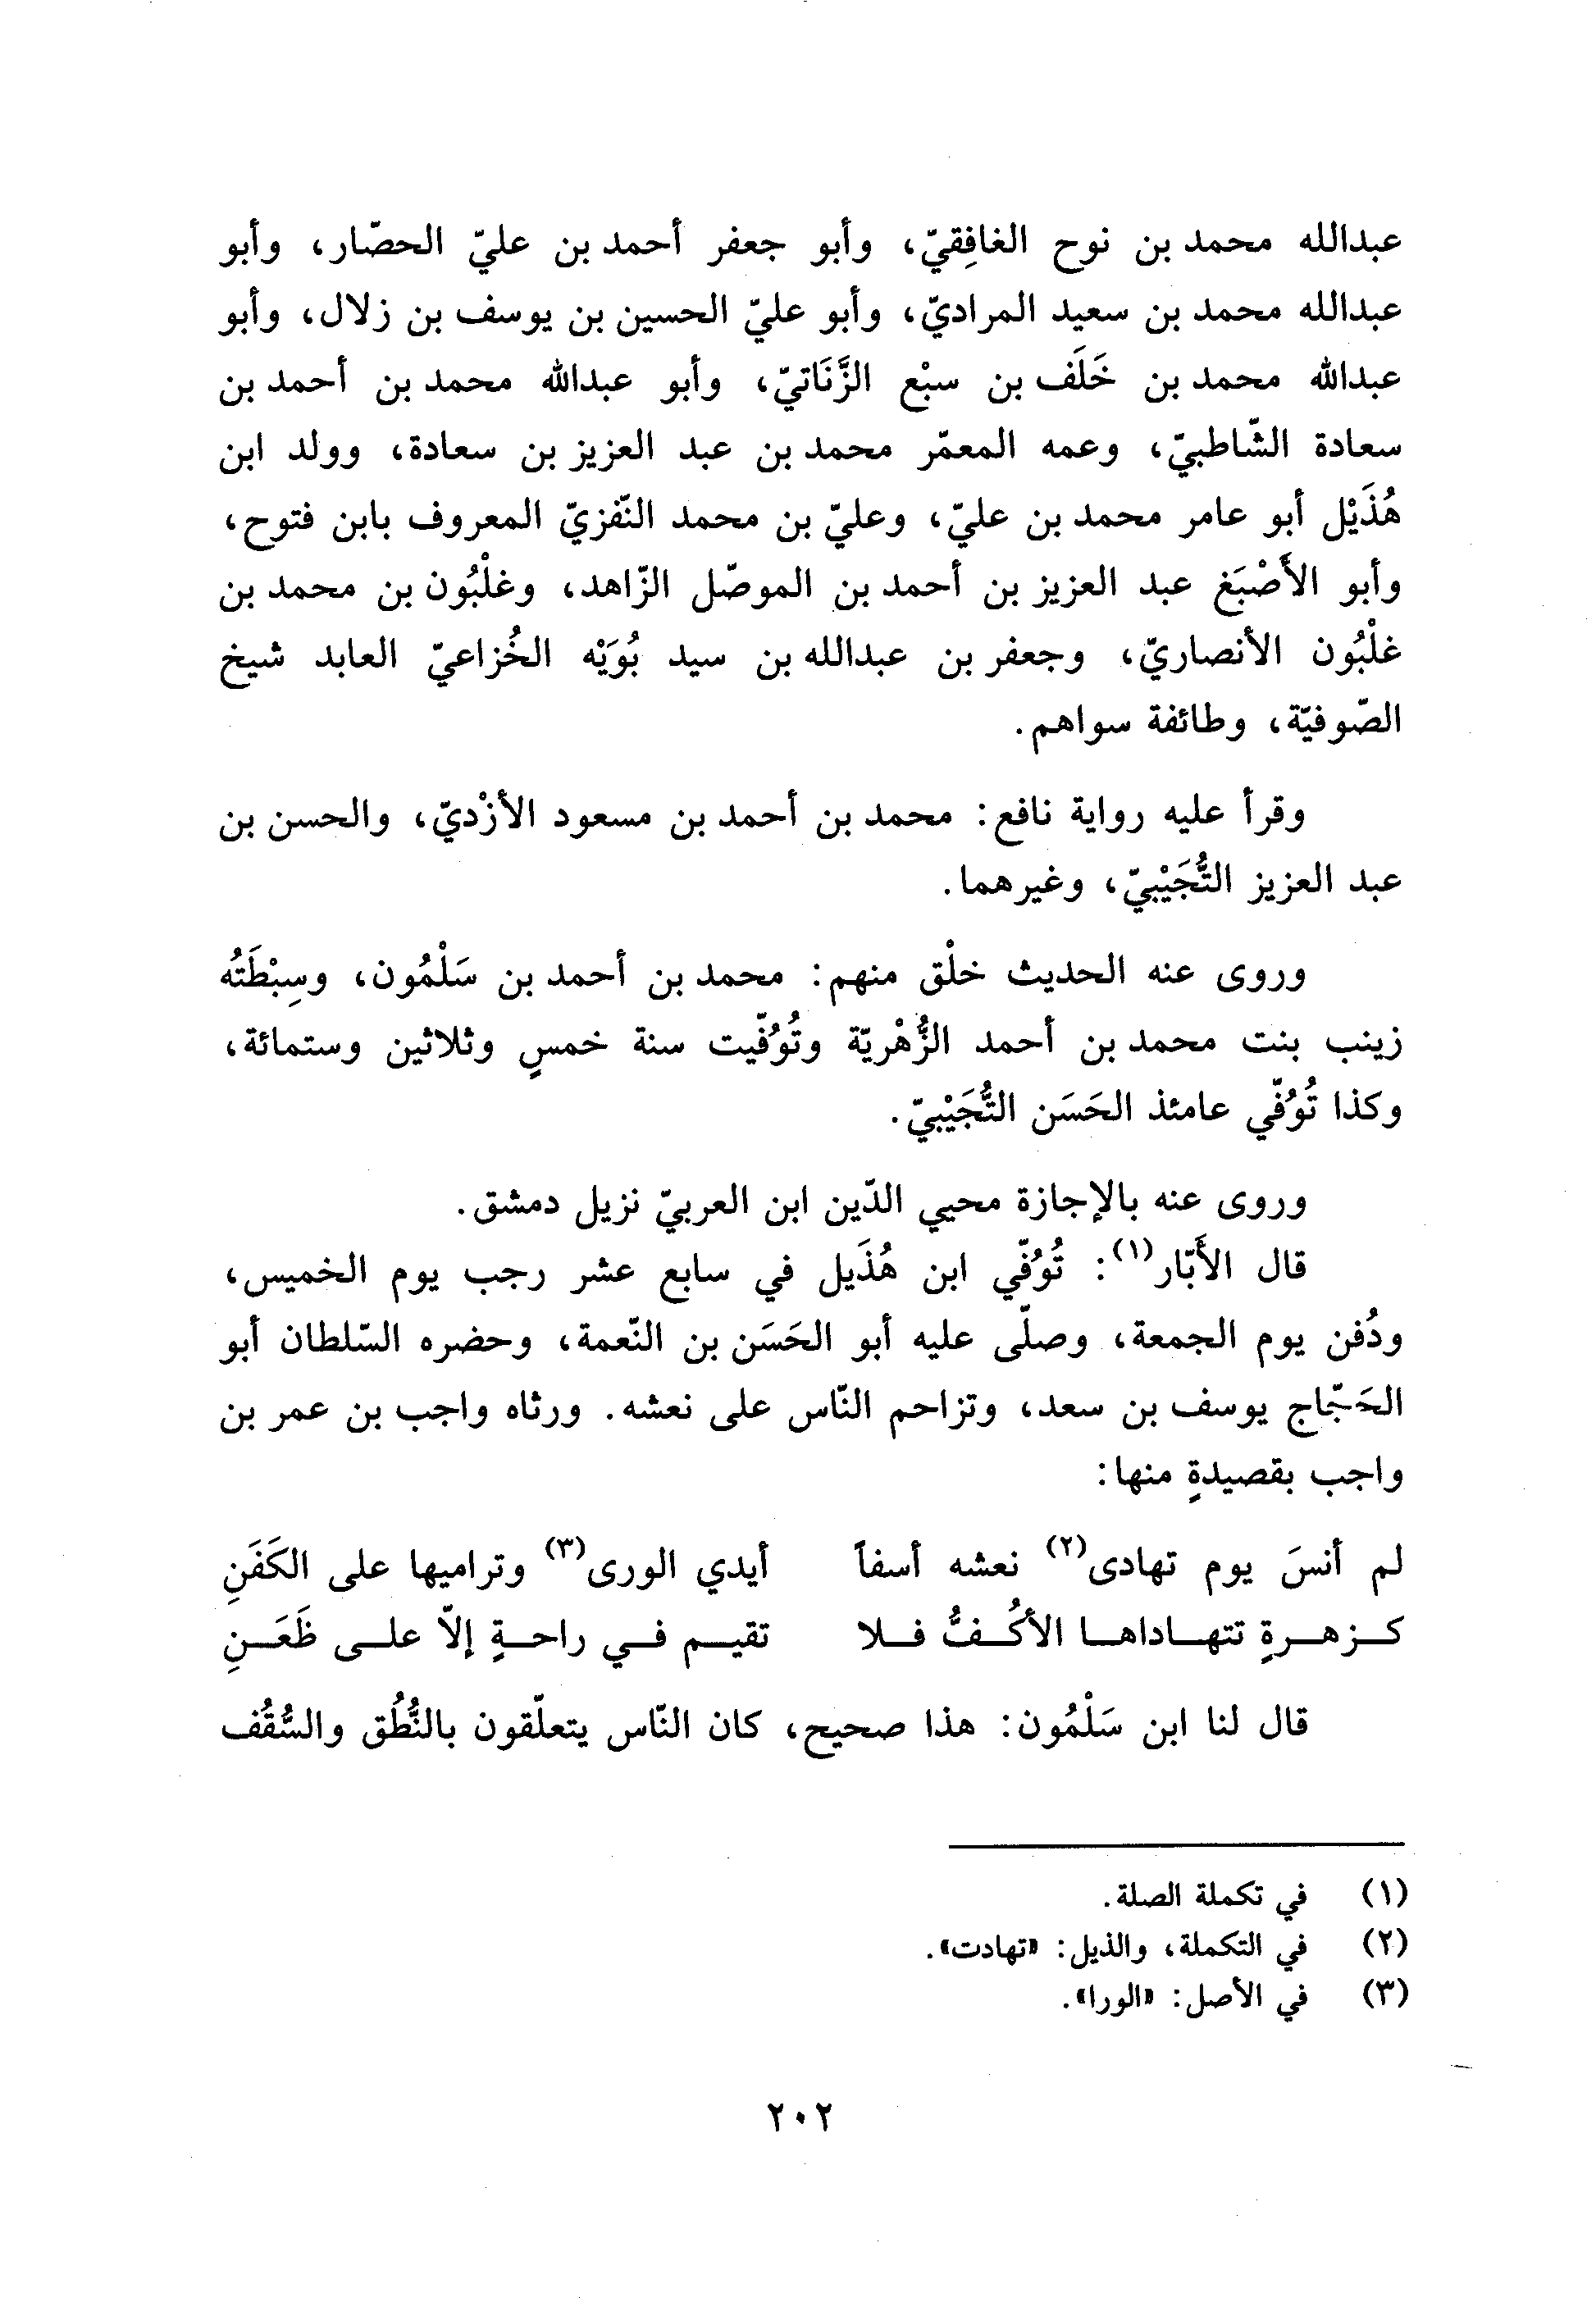 عبدالله محمد بن نوح الغافِقيّ، وأبو جعفر أحمد بن عليّ الحصّار، وأبو
عبدالله محمد بن سعيد المراديّ، وأبو عليّ الحسين بن يوسف بن زلال، وأبو
عبدالله محمد بن خَلَف بن سبْع الزَّنَاتيّ، وأبو عبدالله محمد بن أحمد بن
سعادة الشّاطبيّ، وعمه المعمّر محمد بن عبد العزيز بن سعادة، وولد ابن
هُذَيْل أبو عامر محمد بن عليّ، وعليّ بن محمد النّفزيّ المعروف بابن فتوح،
وأبو الأَصْبَغ عبد العزيز بن أحمد بن الموصّل الزّاهد، وغلْبُون بن محمد بن
غلْبُون الأنصاريّ، وجعفر بن عبدالله بن سيد بُوَيْه الخُزاعيّ العابد شيخ
الصّوفيّة، وطائفة سواهم.
وقرأ عليه رواية نافع: محمد بن أحمد بن مسعود الأزْديّ، والحسن بن
عبد العزيز التُّجَيْبيّ، وغيرهما.
وروى عنه الحديث خلْق منهم: محمد بن أحمد بن سَلْمُون، وسِبْطَتُه
زينب بنت محمد بن أحمد الزُّهْريّة وتُوُفّيت سنة خمسٍ وثلاثين وستمائة،
وكذا تُوُفّي عامئذ الحَسَن التُّجَيْبيّ.
وروى عنه بالإجازة محيي الدّين ابن العربيّ نزيل دمشق.
قال الأَبّار(١): تُوُفّي ابن هُذَيل في سابع عشر رجب يوم الخميس،
ودُفن يوم الجمعة، وصلّى عليه أبو الحَسَن بن النّعمة، وحضره السّلطان أبو
الحَجّاج يوسف بن سعد، وتزاحم النّاس على نعشه. ورثاه واجب بن عمر بن
واجب بقصيدةٍ منها:
لم أنسَ يوم تهادى(٢) نعشه أسفاً أيدي الورى(٣) وتراميها على الكَفَنِ
كـزهـرةٍ تتهـاداهـا الأكُـفُّ فـلا تقيـم فـي راحـةٍ إلاّ علـى ظَعَـنِ
قال لنا ابن سَلْمُون: هذا صحيح، كان النّاس يتعلّقون بالنُّطُق والسُّقُف
(١) في تكملة الصلة.
(٢) في التكملة، والذيل: «تهادت».
(٣) في الأصل: «الورا».
٢٠٢